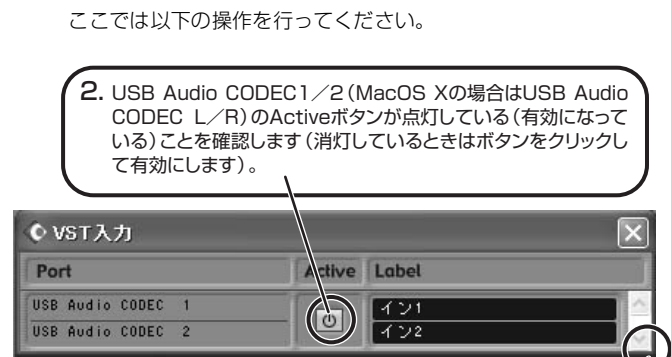 ここでは以下の操作を行ってください。
2. USB Audio CODEC1／2（MacOS Xの場合はUSB Audio
CODEC L／R）のActiveボタンが点灯している（有効になって
いる）ことを確認します（消灯しているときはボタンをクリックし
て有効にします）。
VST入力
Port Active Label
USB Audio CODEC 1 イン1
USB Audio CODEC 2 イン2